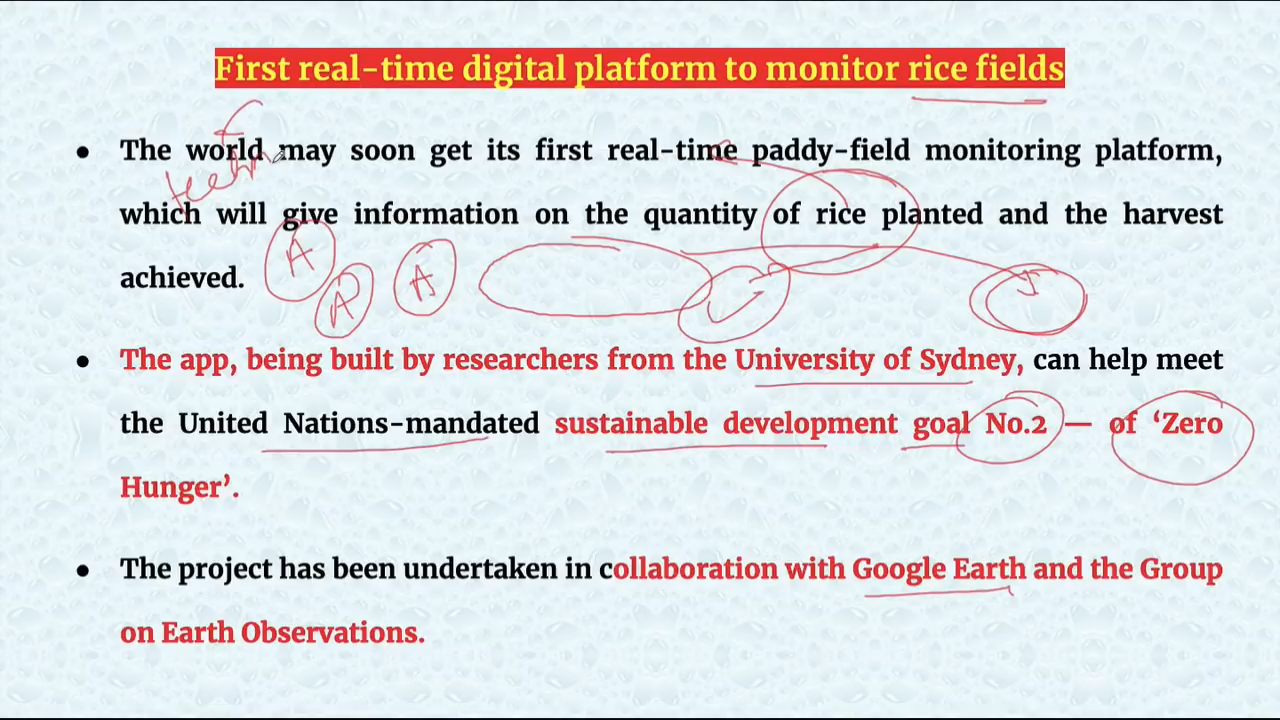 First real-time digital platform to monitor rice fields
● The world may soon get its first real-time paddy-field monitoring platform,
which will give information on the quantity of rice planted and the harvest
achieved.
A A A
● The app, being built by researchers from the University of Sydney, can help meet
the United Nations-mandated sustainable development goal No.2 — of ‘Zero
Hunger’.
● The project has been undertaken in collaboration with Google Earth and the Group
on Earth Observations.